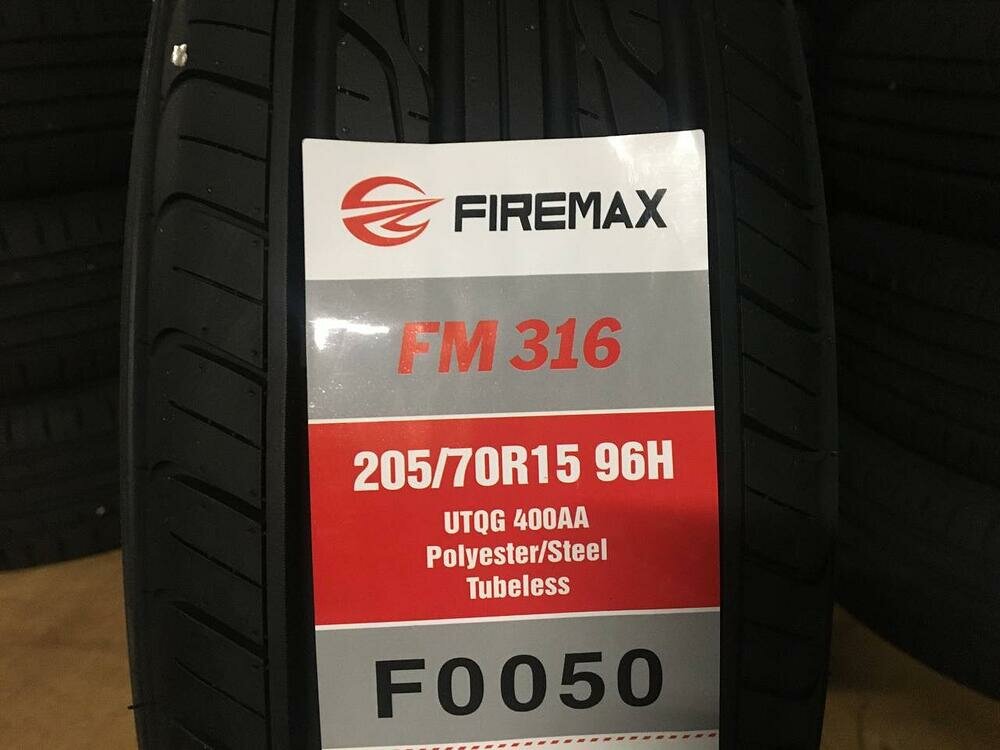 FIREMAX
FM 316
205/70R15 96H
UTQG 400AA
Polyester/Steel
Tubeless
F0050